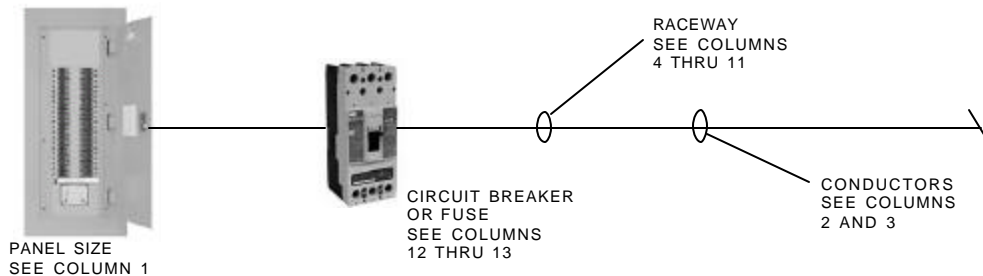 RACEWAY
SEE COLUMNS
4 THRU 11
CIRCUIT BREAKER
OR FUSE
SEE COLUMNS
12 THRU 13
CONDUCTORS
SEE COLUMNS
2 AND 3
PANEL SIZE
SEE COLUMN 1